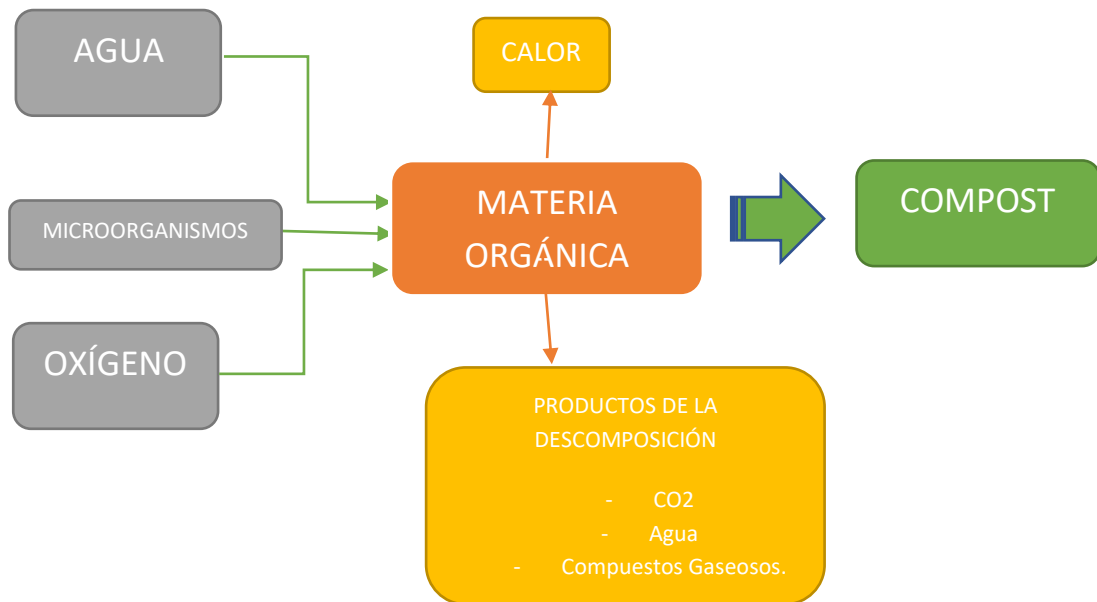 AGUA
CALOR
MICROORGANISMOS
MATERIA
ORGÁNICA
COMPOST
OXÍGENO
PRODUCTOS DE LA
DESCOMPOSICIÓN
- CO2
- Agua
- Compuestos Gaseosos.